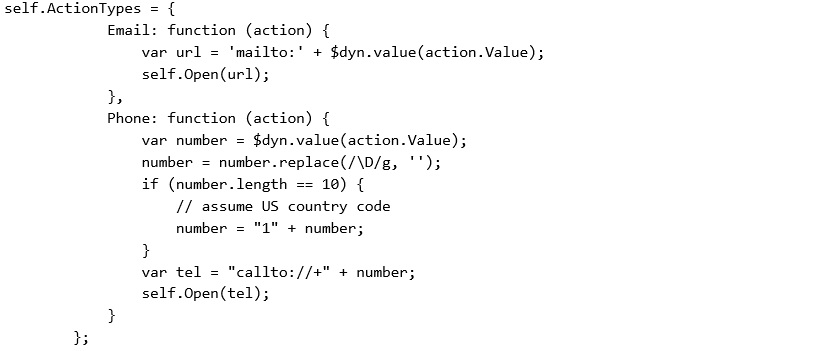 self.ActionTypes = {
            Email: function (action) {
                var url = 'mailto:' + $dyn.value(action.Value);
                self.Open(url);
            },
            Phone: function (action) {
                var number = $dyn.value(action.Value);
                number = number.replace(/\D/g, '');
                if (number.length == 10) {
                    // assume US country code
                    number = "1" + number;
                }
                var tel = "callto://+" + number;
                self.Open(tel);
            }
        };